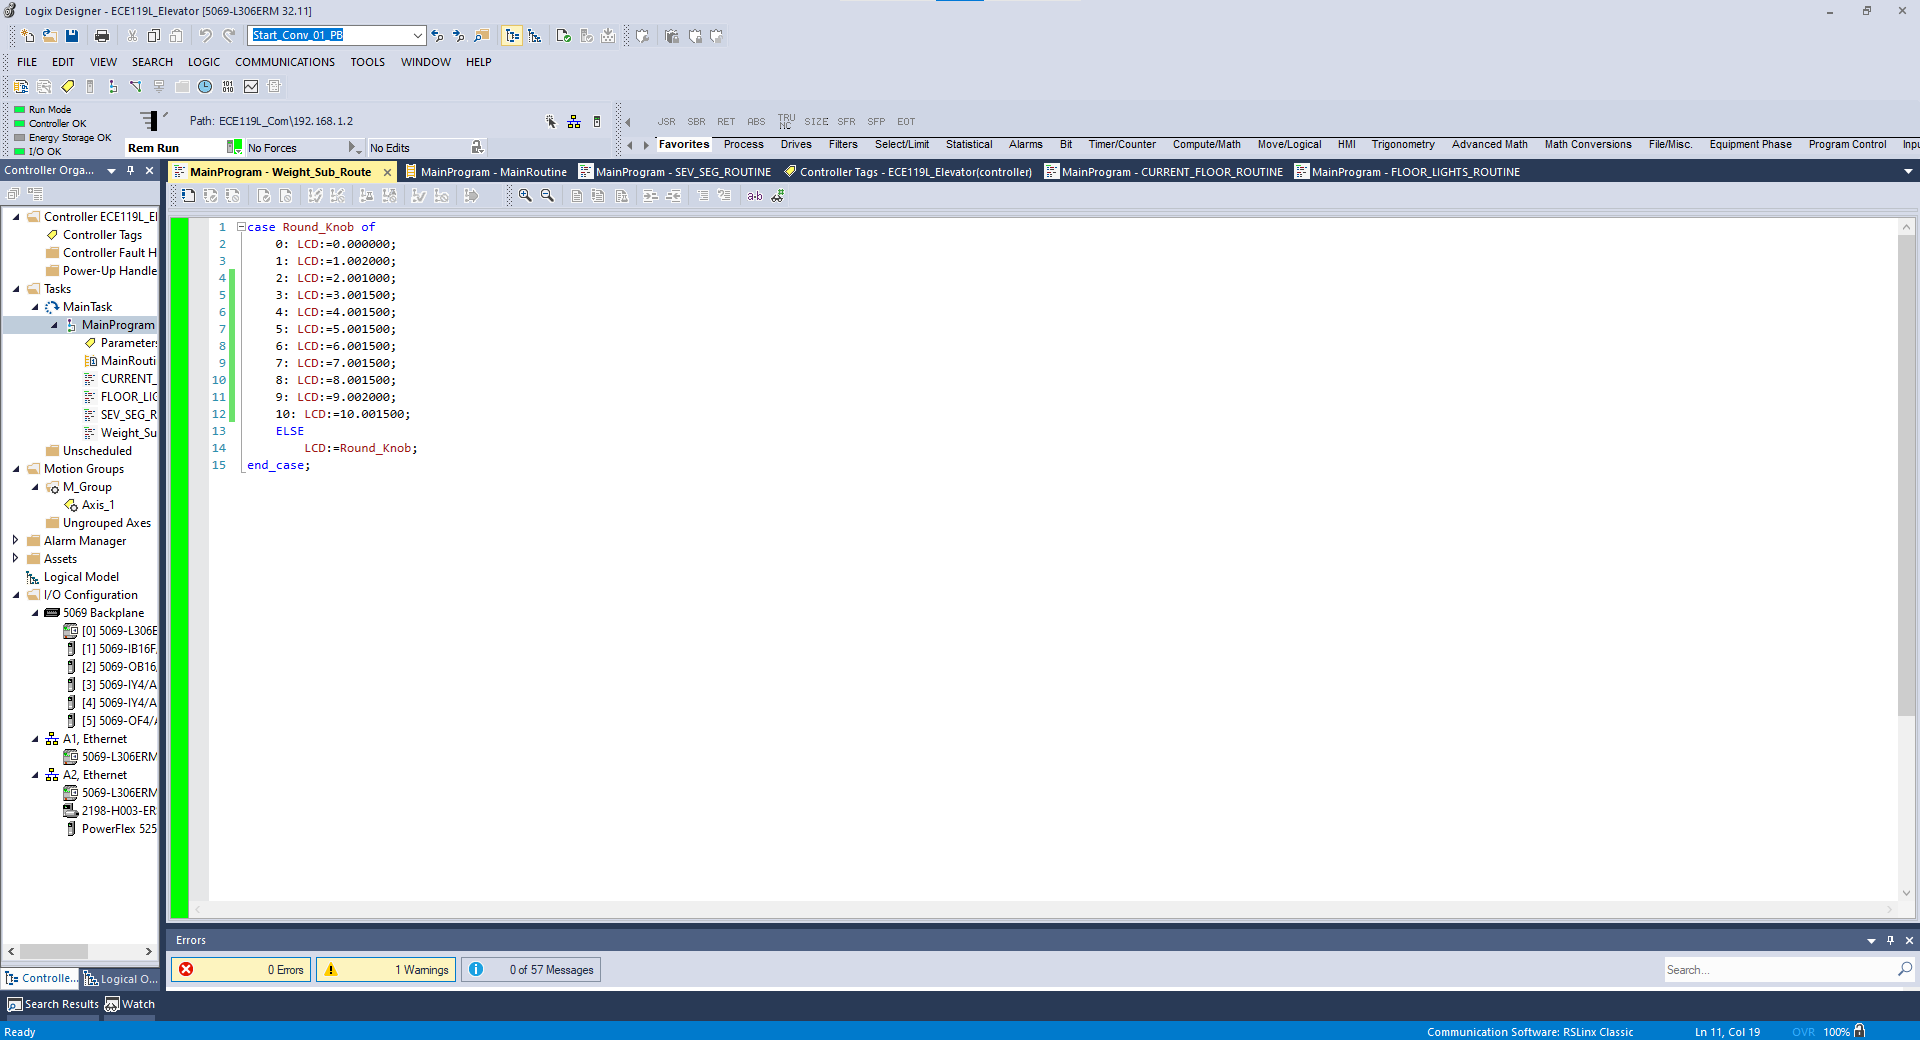 Logix Designer - ECE119L_Elevator [5069-L306ERM 32.11]
Start_Conv_01_PB
FILE EDIT VIEW SEARCH LOGIC COMMUNICATIONS TOOLS WINDOW HELP
Run Mode
Controller OK
Energy Storage OK
I/O OK
Path: ECE119L_Com\192.168.1.2
Rem Run No Forces No Edits
JSR SBR RET ABS TRUNC SIZE SFR SFP EOT
Favorites Process Drives Filters Select/Limit Statistical Alarms Bit Timer/Counter Compute/Math Move/Logical HMI Trigonometry Advanced Math Math Conversions File/Misc. Equipment Phase Program Control Inpu
Controller Orga...
MainProgram - Weight_Sub_Route MainProgram - MainRoutine MainProgram - SEV_SEG_ROUTINE Controller Tags - ECE119L_Elevator(controller) MainProgram - CURRENT_FLOOR_ROUTINE MainProgram - FLOOR_LIGHTS_ROUTINE
Controller ECE119L_El
Controller Tags
Controller Fault H
Power-Up Handle
Tasks
MainTask
MainProgram
Parameters
MainRouti
CURRENT_
FLOOR_LIG
SEV_SEG_R
Weight_Su
Unscheduled
Motion Groups
M_Group
Axis_1
Ungrouped Axes
Alarm Manager
Assets
Logical Model
I/O Configuration
5069 Backplane
[0] 5069-L306E
[1] 5069-IB16F/
[2] 5069-OB16/
[3] 5069-IY4/A
[4] 5069-IY4/A
[5] 5069-OF4/A
A1, Ethernet
5069-L306ERM
A2, Ethernet
5069-L306ERM
2198-H003-ER
PowerFlex 525
Controlle... Logical O...
1 case Round_Knob of
2 0: LCD:=0.000000;
3 1: LCD:=1.002000;
4 2: LCD:=2.001000;
5 3: LCD:=3.001500;
6 4: LCD:=4.001500;
7 5: LCD:=5.001500;
8 6: LCD:=6.001500;
9 7: LCD:=7.001500;
10 8: LCD:=8.001500;
11 9: LCD:=9.002000;
12 10: LCD:=10.001500;
13 ELSE
14 LCD:=Round_Knob;
15 end_case;
Errors
0 Errors 1 Warnings 0 of 57 Messages
Search...
Search Results Watch
Ready
Communication Software: RSLinx Classic Ln 11, Col 19 OVR 100%